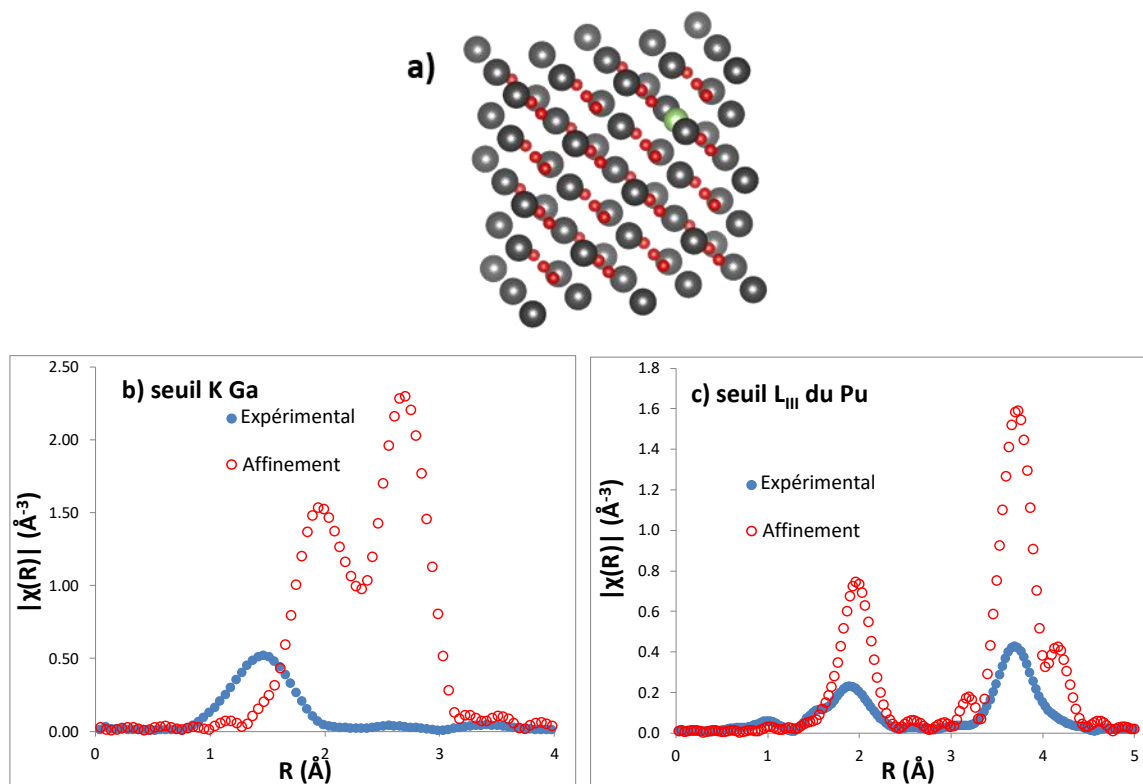 a)
b) seuil K Ga
Expérimental
Affinement
|χ(R)| (Å⁻³)
2.50
2.00
1.50
1.00
0.50
0.00
0 1 2 3 4
R (Å)
c) seuil L_III du Pu
Expérimental
Affinement
|χ(R)| (Å⁻³)
1.8
1.6
1.4
1.2
1.0
0.8
0.6
0.4
0.2
0.0
0 1 2 3 4 5
R (Å)